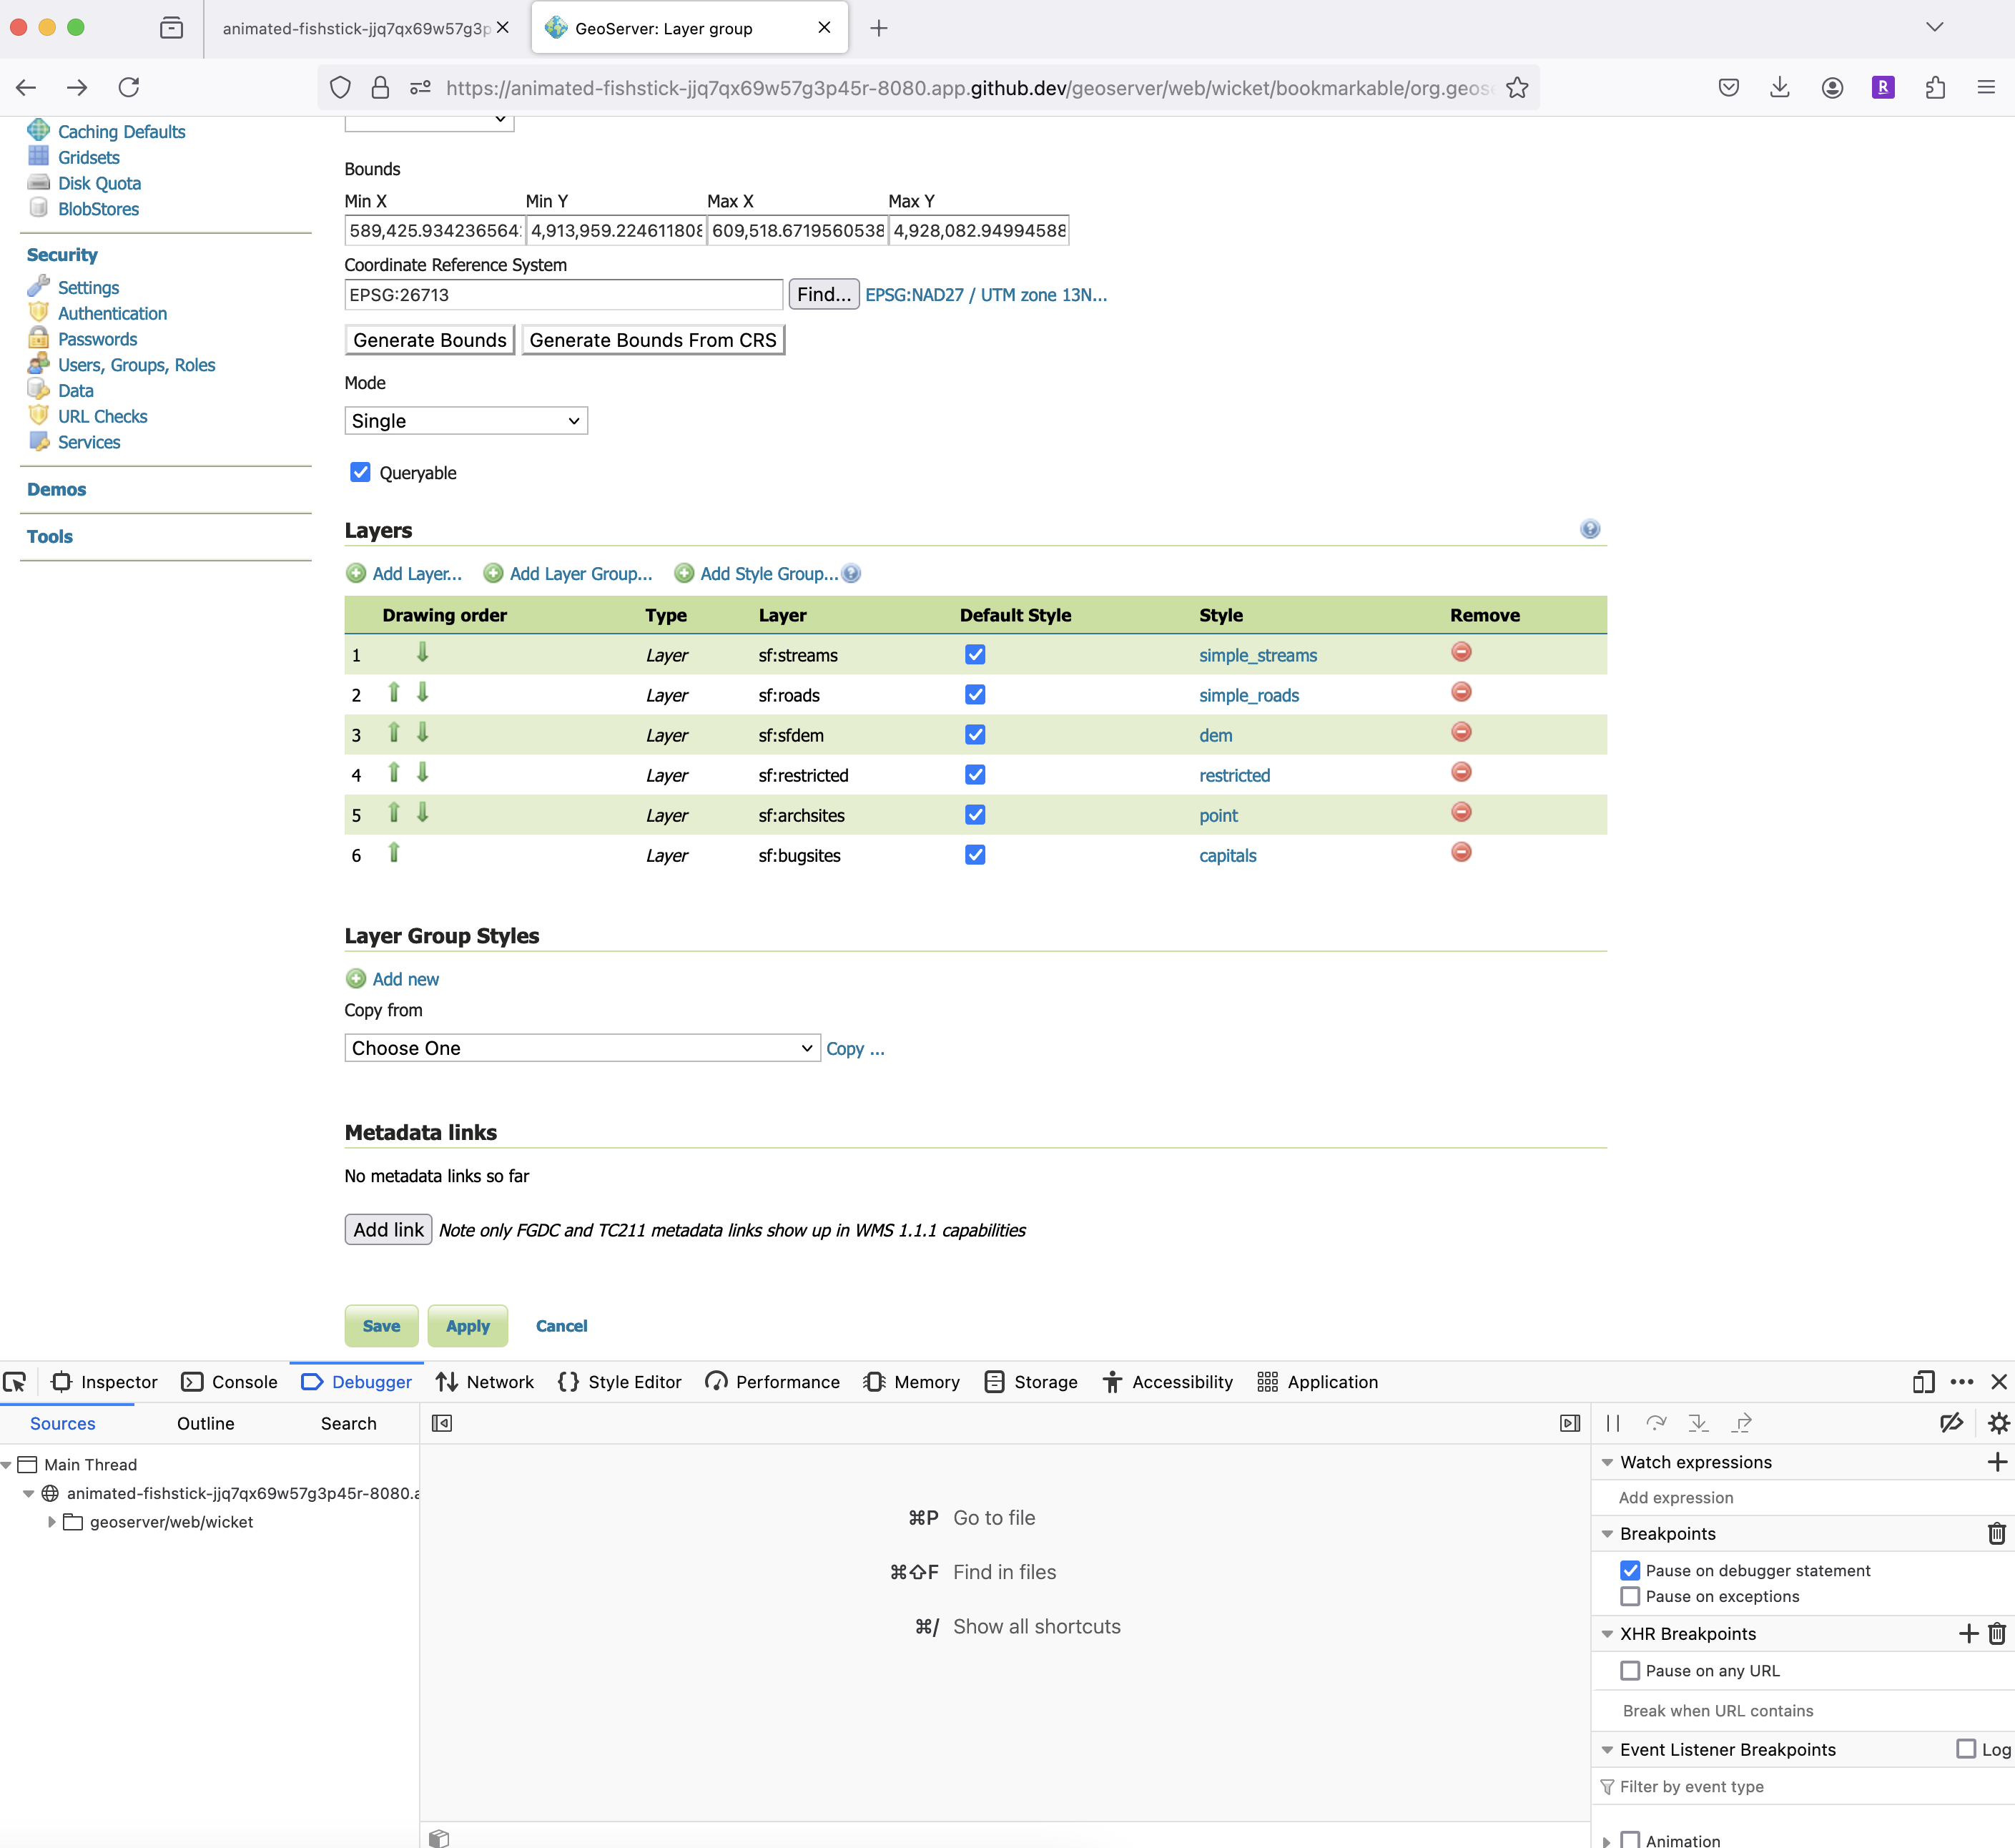 animated-fishstick-jjq7qx69w57g3p
GeoServer: Layer group
https://animated-fishstick-jjq7qx69w57g3p45r-8080.app.github.dev/geoserver/web/wicket/bookmarkable/org.geose
R
Caching Defaults
Gridsets
Disk Quota
BlobStores
Security
Settings
Authentication
Passwords
Users, Groups, Roles
Data
URL Checks
Services
Demos
Tools
Bounds
Min X Min Y Max X Max Y
589,425.934236564 4,913,959.224611808 609,518.6719560538 4,928,082.94994588
Coordinate Reference System
EPSG:26713 Find... EPSG:NAD27 / UTM zone 13N...
Generate Bounds Generate Bounds From CRS
Mode
Single
Queryable
Layers
Add Layer... Add Layer Group... Add Style Group...
Drawing order Type Layer Default Style Style Remove
1 Layer sf:streams simple_streams
2 Layer sf:roads simple_roads
3 Layer sf:sfdem dem
4 Layer sf:restricted restricted
5 Layer sf:archsites point
6 Layer sf:bugsites capitals
Layer Group Styles
Add new
Copy from
Choose One Copy ...
Metadata links
No metadata links so far
Add link Note only FGDC and TC211 metadata links show up in WMS 1.1.1 capabilities
Save Apply Cancel
Inspector Console Debugger Network Style Editor Performance Memory Storage Accessibility Application
Sources Outline Search
Main Thread
animated-fishstick-jjq7qx69w57g3p45r-8080.a
geoserver/web/wicket
⌘P Go to file
⌘⇧F Find in files
⌘/ Show all shortcuts
Watch expressions
Add expression
Breakpoints
Pause on debugger statement
Pause on exceptions
XHR Breakpoints
Pause on any URL
Break when URL contains
Event Listener Breakpoints Log
Filter by event type
Animation